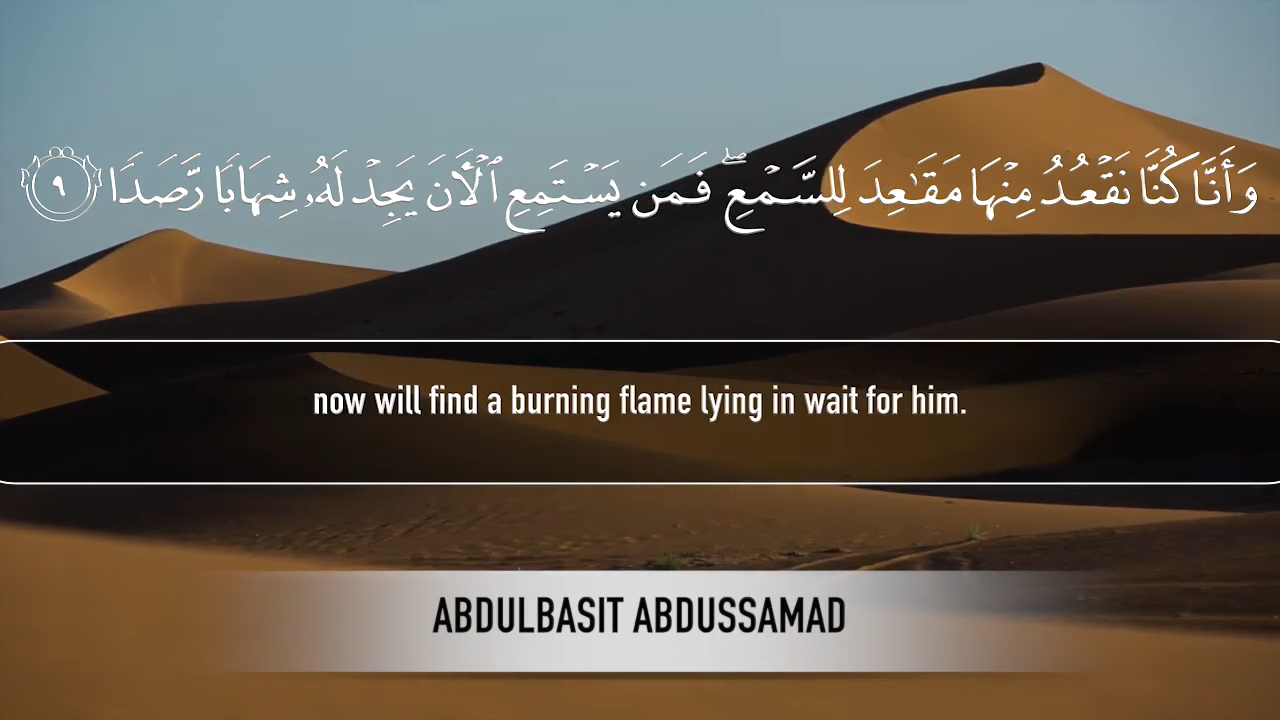 وَأَنَّا كُنَّا نَقْعُدُ مِنْهَا مَقَٰعِدَ لِلسَّمْعِ ۖ فَمَن يَسْتَمِعِ ٱلْـَٔانَ يَجِدْ لَهُۥ شِهَابًا رَّصَدًا ٩
now will find a burning flame lying in wait for him.
ABDULBASIT ABDUSSAMAD